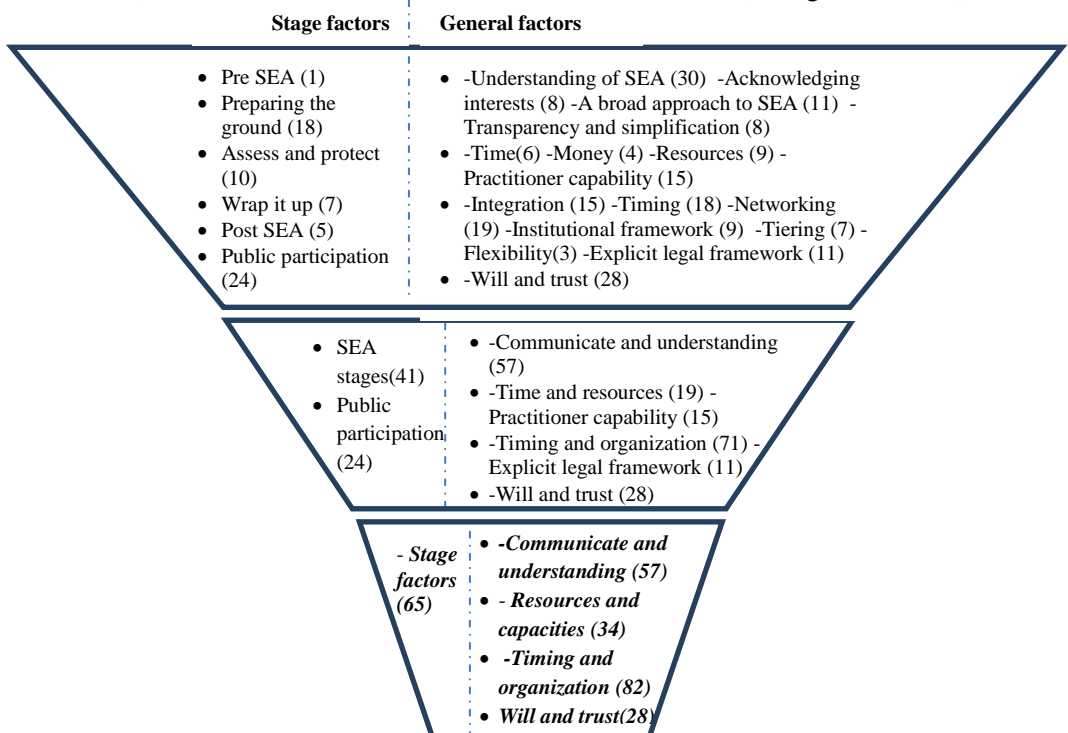 Stage factors
General factors
• Pre SEA (1)
• Preparing the
ground (18)
• Assess and protect
(10)
• Wrap it up (7)
• Post SEA (5)
• Public participation
(24)
• -Understanding of SEA (30) -Acknowledging
interests (8) -A broad approach to SEA (11) -
Transparency and simplification (8)
• -Time(6) -Money (4) -Resources (9) -
Practitioner capability (15)
• -Integration (15) -Timing (18) -Networking
(19) -Institutional framework (9) -Tiering (7) -
Flexibility(3) -Explicit legal framework (11)
• -Will and trust (28)
• SEA
stages(41)
• Public
participation
(24)
• -Communicate and understanding
(57)
• -Time and resources (19) -
Practitioner capability (15)
• -Timing and organization (71) -
Explicit legal framework (11)
• -Will and trust (28)
- Stage
factors
(65)
• -Communicate and
understanding (57)
• - Resources and
capacities (34)
• -Timing and
organization (82)
• Will and trust(28)